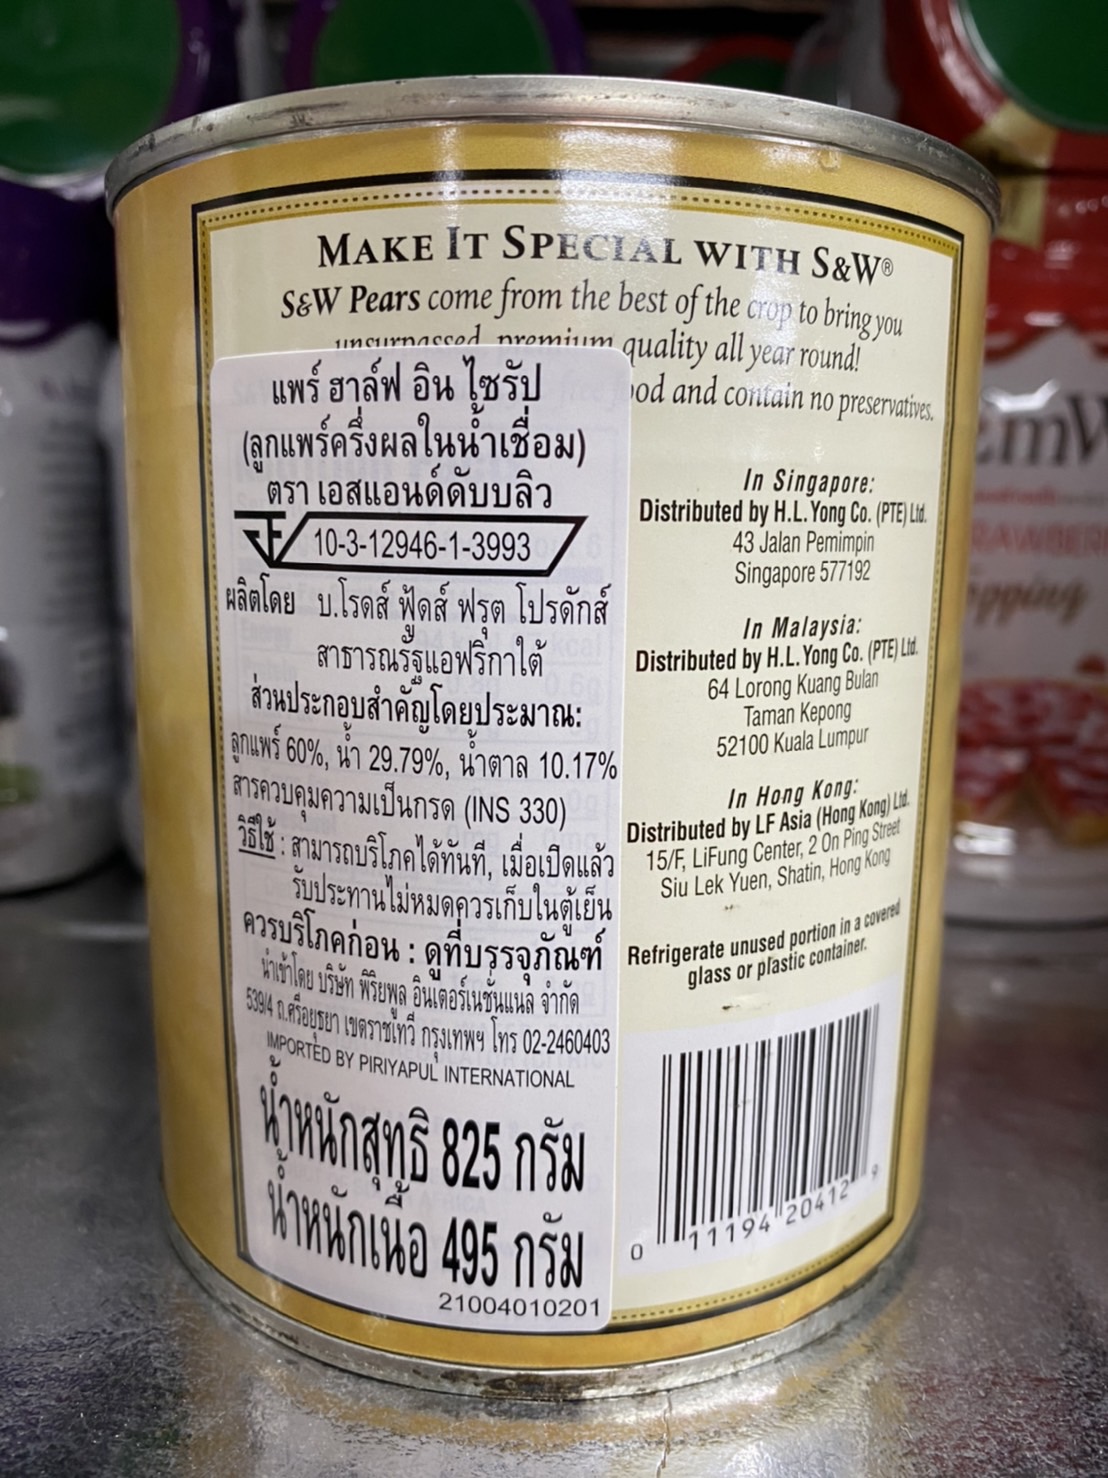 MAKE IT SPECIAL WITH S&W®
S&W Pears come from the best of the crop to bring you
unsurpassed, premium quality all year round!
food and contain no preservatives.
แพร์ ฮาล์ฟ อิน ไซรัป
(ลูกแพร์ครึ่งผลในน้ำเชื่อม)
ตรา เอสแอนด์ดับบลิว
10-3-12946-1-3993
ผลิตโดย บ.โรดส์ ฟู้ดส์ ฟรุต โปรดักส์
สาธารณรัฐแอฟริกาใต้
ส่วนประกอบสำคัญโดยประมาณ:
ลูกแพร์ 60%, น้ำ 29.79%, น้ำตาล 10.17%
สารควบคุมความเป็นกรด (INS 330)
วิธีใช้ : สามารถบริโภคได้ทันที, เมื่อเปิดแล้ว
รับประทานไม่หมดควรเก็บในตู้เย็น
ควรบริโภคก่อน : ดูที่บรรจุภัณฑ์
นำเข้าโดย บริษัท พิริยพูล อินเตอร์เนชั่นแนล จำกัด
539/4 ถ.ศรีอยุธยา เขตราชเทวี กรุงเทพฯ โทร 02-2460403
IMPORTED BY PIRIYAPUL INTERNATIONAL
น้ำหนักสุทธิ 825 กรัม
น้ำหนักเนื้อ 495 กรัม
21004010201
In Singapore:
Distributed by H.L. Yong Co. (PTE) Ltd.
43 Jalan Pemimpin
Singapore 577192
In Malaysia:
Distributed by H.L. Yong Co. (PTE) Ltd.
64 Lorong Kuang Bulan
Taman Kepong
52100 Kuala Lumpur
In Hong Kong:
Distributed by LF Asia (Hong Kong) Ltd.
15/F, LiFung Center, 2 On Ping Street
Siu Lek Yuen, Shatin, Hong Kong
Refrigerate unused portion in a covered
glass or plastic container.
0 11194 20412 9